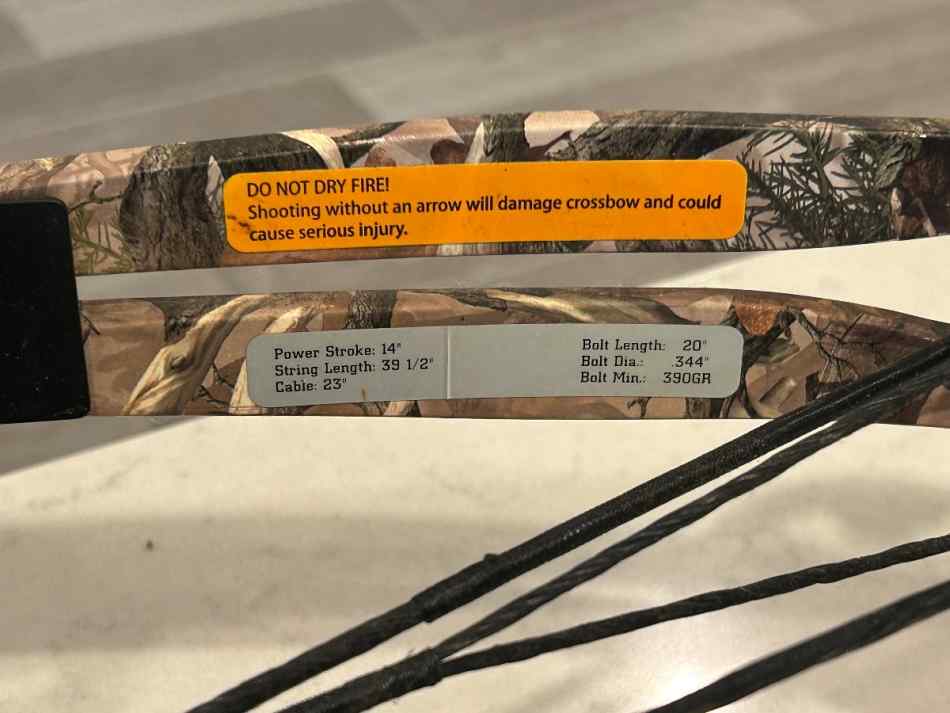 DO NOT DRY FIRE!
Shooting without an arrow will damage crossbow and could
cause serious injury.
Power Stroke: 14"
String Length: 39 1/2"
Cable: 23"
Bolt Length: 20"
Bolt Dia.: .344"
Bolt Min.: 390GR